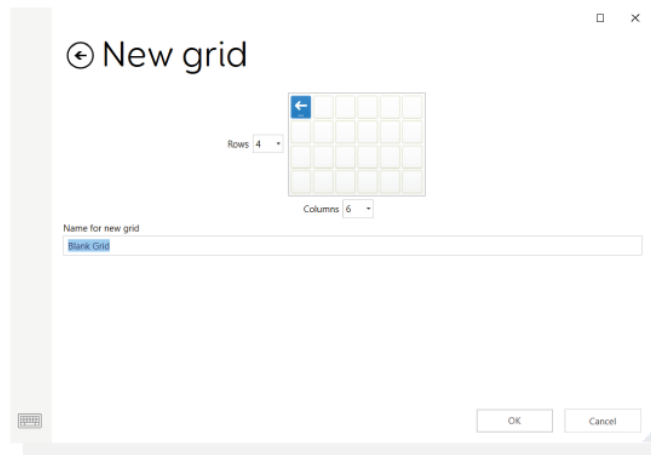 New grid
Rows 4
Columns 6
Name for new grid
Blank Grid
OK Cancel